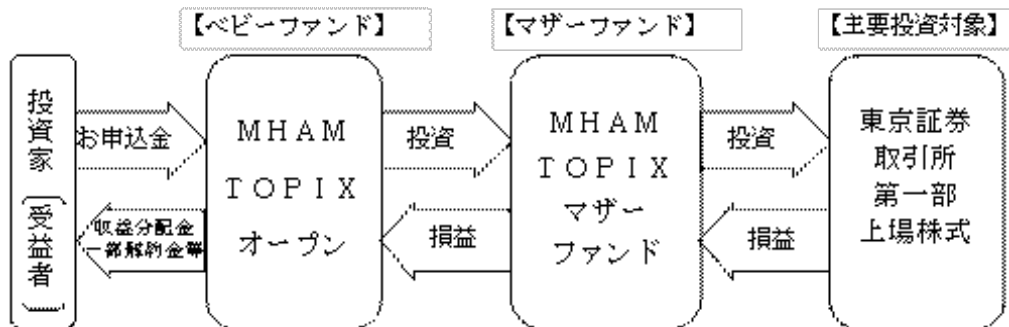 【ベビーファンド】
【マザーファンド】
【主要投資対象】
投資家
(受益者)
お申込金
収益分配金
一部解約金等
MHAM
TOPIX
オープン
投資
損益
MHAM
TOPIX
マザー
ファンド
投資
損益
東京証券
取引所
第一部
上場株式